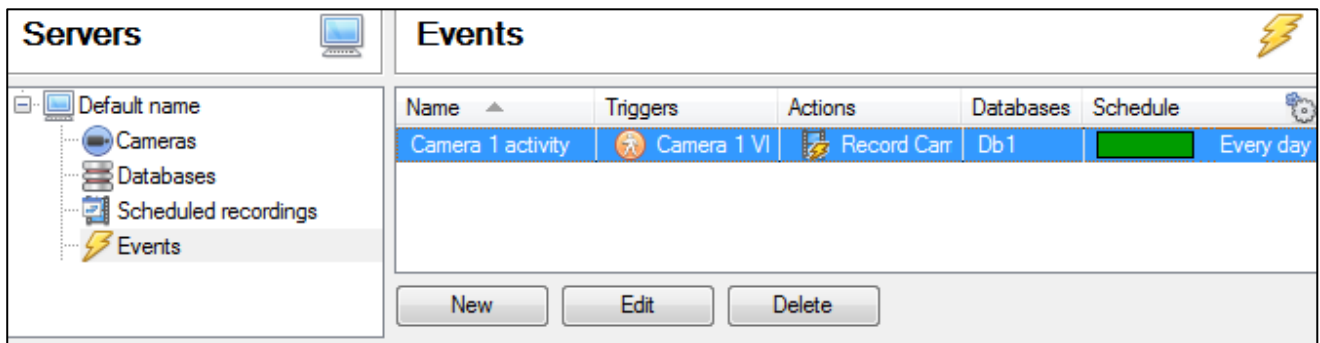 Servers
Events
Default name
Cameras
Databases
Scheduled recordings
Events
Name Triggers Actions Databases Schedule
Camera 1 activity Camera 1 VI Record Cam Db1 Every day
New Edit Delete